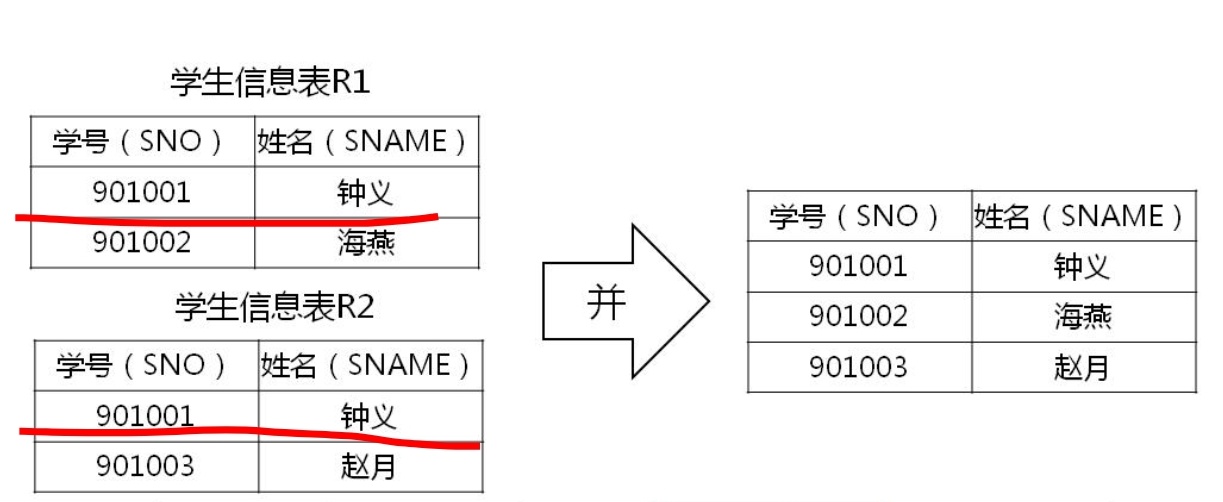 学生信息表R1
学号（SNO） 姓名（SNAME）
901001 钟义
901002 海燕
学生信息表R2
学号（SNO） 姓名（SNAME）
901001 钟义
901003 赵月
并
学号（SNO） 姓名（SNAME）
901001 钟义
901002 海燕
901003 赵月